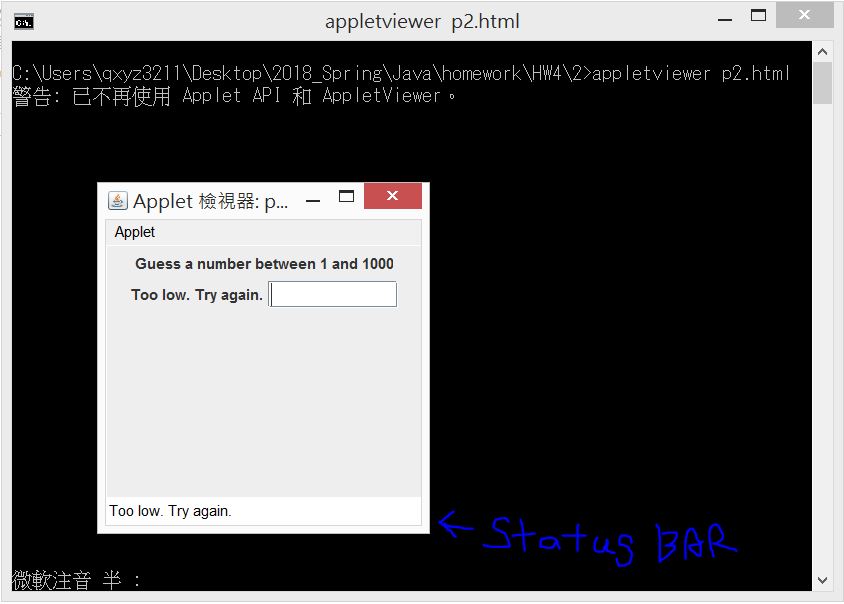 appletviewer p2.html
C:\Users\qxyz3211\Desktop\2018_Spring\Java\homework\HW4\2>appletviewer p2.html
警告: 已不再使用 Applet API 和 AppletViewer。
Applet 檢視器: p...
Applet
Guess a number between 1 and 1000
Too low. Try again.
Too low. Try again.
← Status BAR
微軟注音 半 :